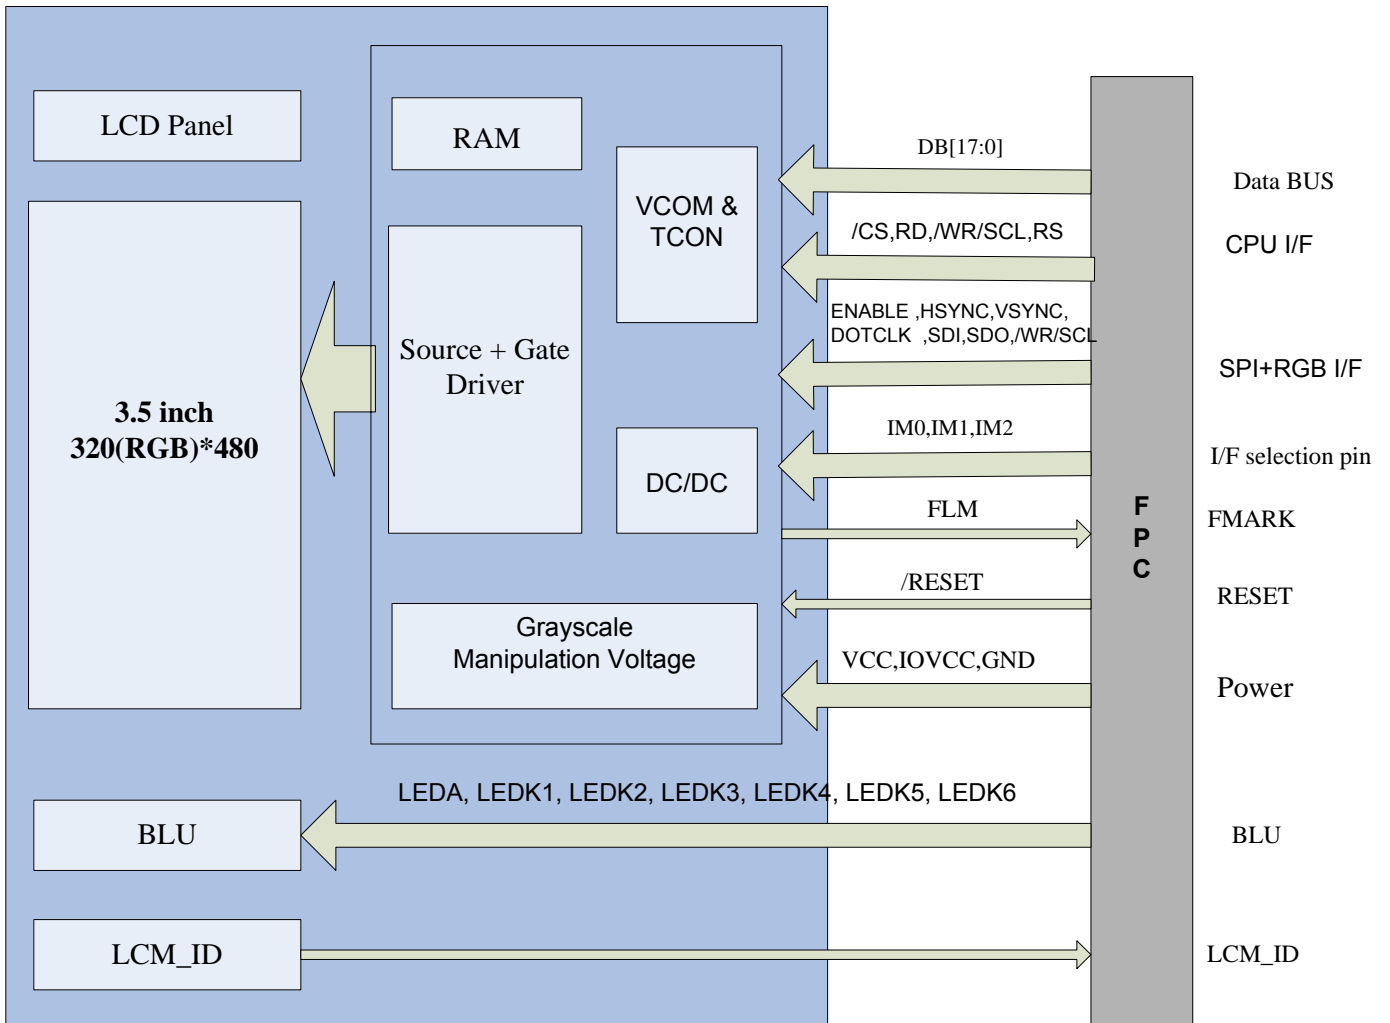 LCD Panel
RAM
VCOM &
TCON
DB[17:0]
Data BUS
/CS,RD,/WR/SCL,RS
CPU I/F
ENABLE ,HSYNC,VSYNC,
DOTCLK ,SDI,SDO,/WR/SCL
SPI+RGB I/F
Source + Gate
Driver
3.5 inch
320(RGB)*480
IM0,IM1,IM2
I/F selection pin
DC/DC
FLM
FMARK
F
P
C
/RESET
RESET
Grayscale
Manipulation Voltage
VCC,IOVCC,GND
Power
LEDA, LEDK1, LEDK2, LEDK3, LEDK4, LEDK5, LEDK6
BLU
BLU
LCM_ID
LCM_ID